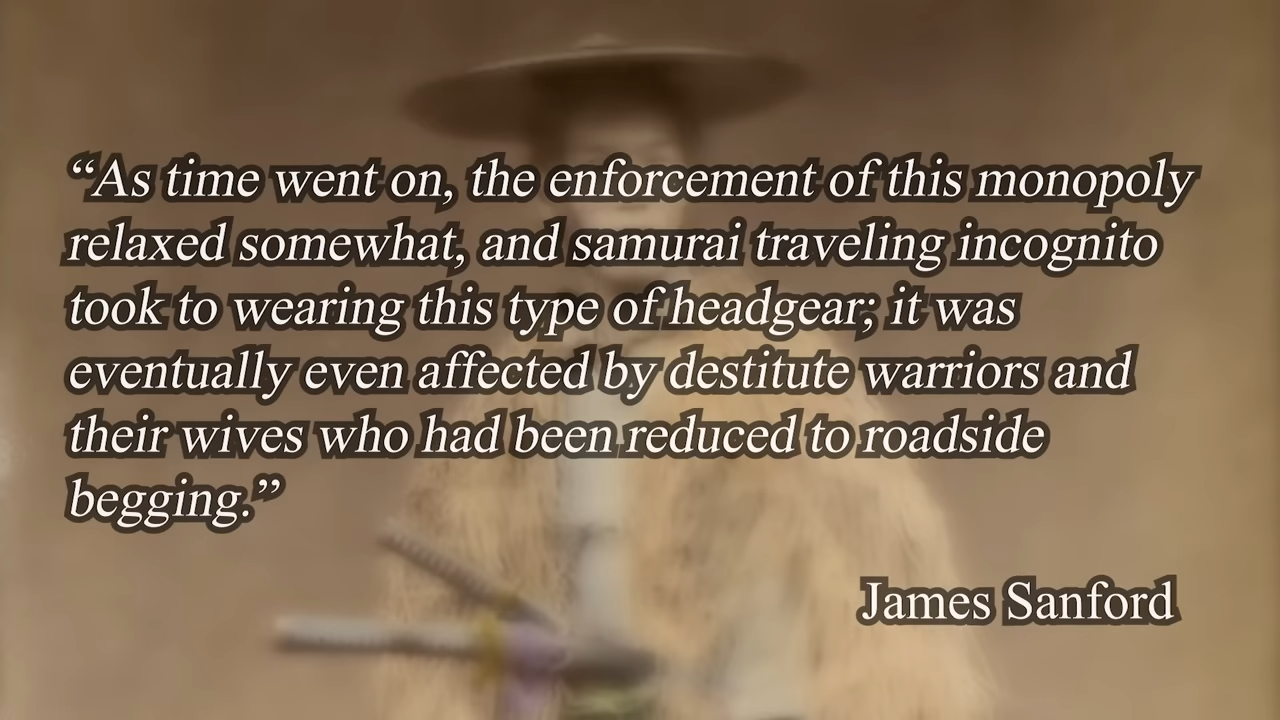 “As time went on, the enforcement of this monopoly
relaxed somewhat, and samurai traveling incognito
took to wearing this type of headgear; it was
eventually even affected by destitute warriors and
their wives who had been reduced to roadside
begging.”
James Sanford